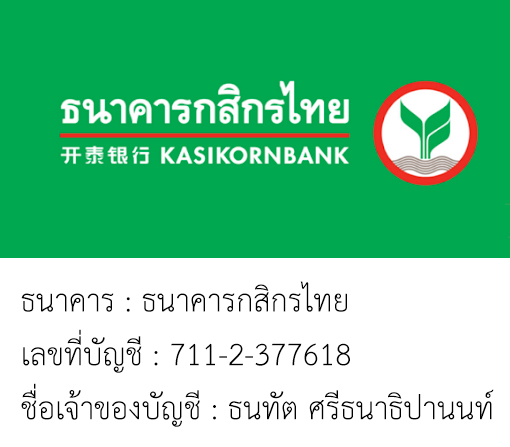 ธนาคารกสิกรไทย
开泰银行 KASIKORNBANK
ธนาคาร : ธนาคารกสิกรไทย
เลขที่บัญชี : 711-2-377618
ชื่อเจ้าของบัญชี : ธนทัต ศรีธนาธิปานนท์